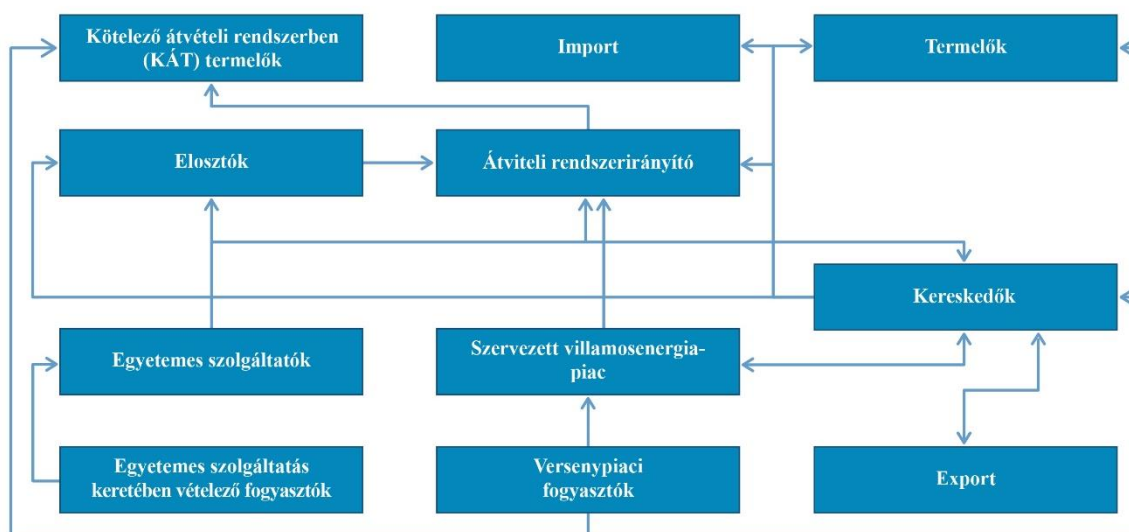 Kötelező átvételi rendszerben
(KÁT) termelők
Import
Termelők
Elosztók
Átviteli rendszerirányító
Kereskedők
Egyetemes szolgáltatók
Szervezett villamosenergia-
piac
Egyetemes szolgáltatás
keretében vételező fogyasztók
Versenypiaci
fogyasztók
Export